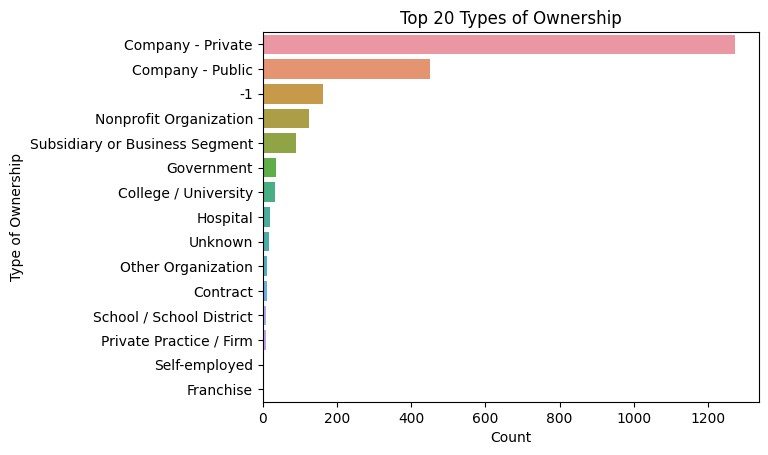 Top 20 Types of Ownership
Type of Ownership
Company - Private
Company - Public
-1
Nonprofit Organization
Subsidiary or Business Segment
Government
College / University
Hospital
Unknown
Other Organization
Contract
School / School District
Private Practice / Firm
Self-employed
Franchise
0 200 400 600 800 1000 1200
Count